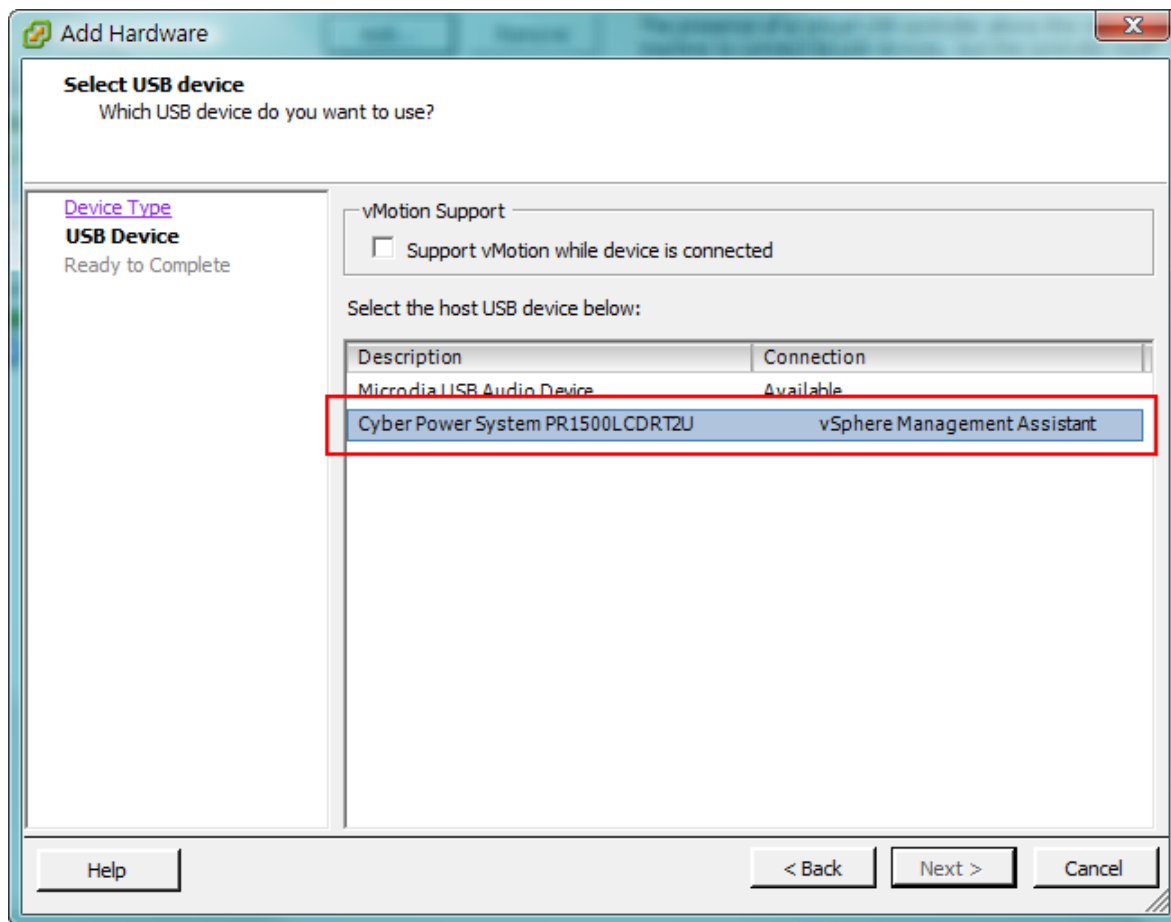 Add Hardware
Select USB device
Which USB device do you want to use?
Device Type
USB Device
Ready to Complete
vMotion Support
Support vMotion while device is connected
Select the host USB device below:
Description Connection
Microdia USB Audio Device Available
Cyber Power System PR1500LCDRT2U vSphere Management Assistant
Help < Back Next > Cancel